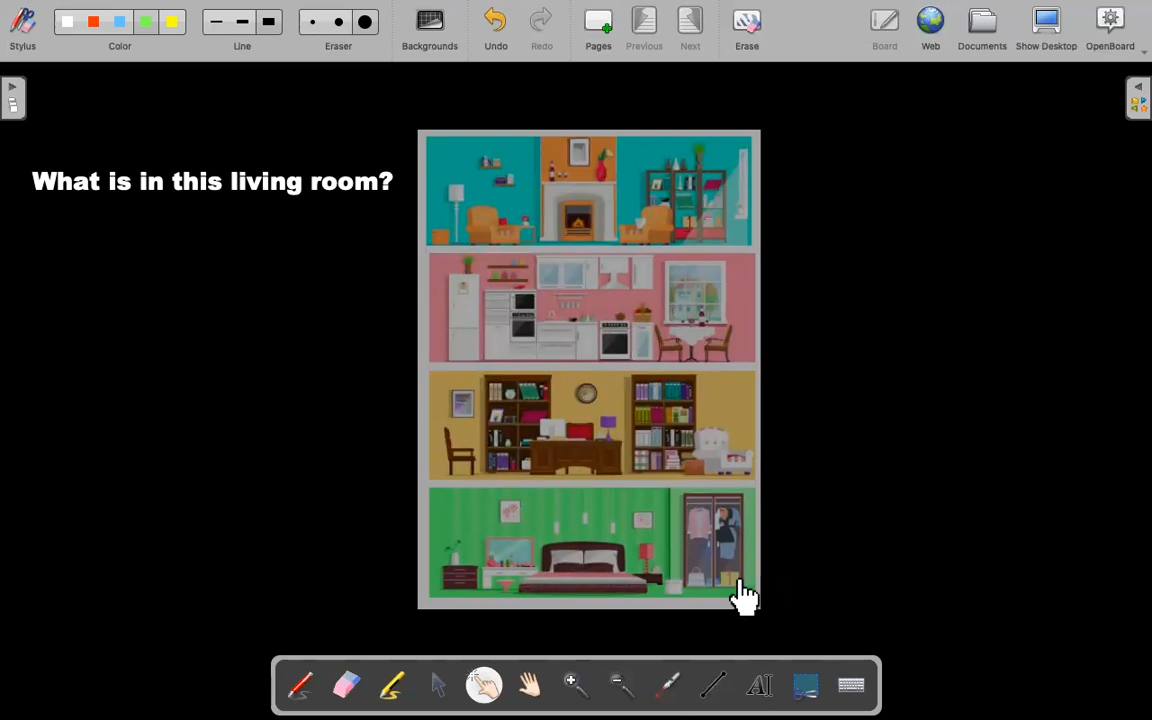 Stylus
Color
Line
Eraser
Backgrounds
Undo
Redo
Pages
Previous
Next
Erase
Board
Web
Documents
Show Desktop
OpenBoard
What is in this living room?
AI